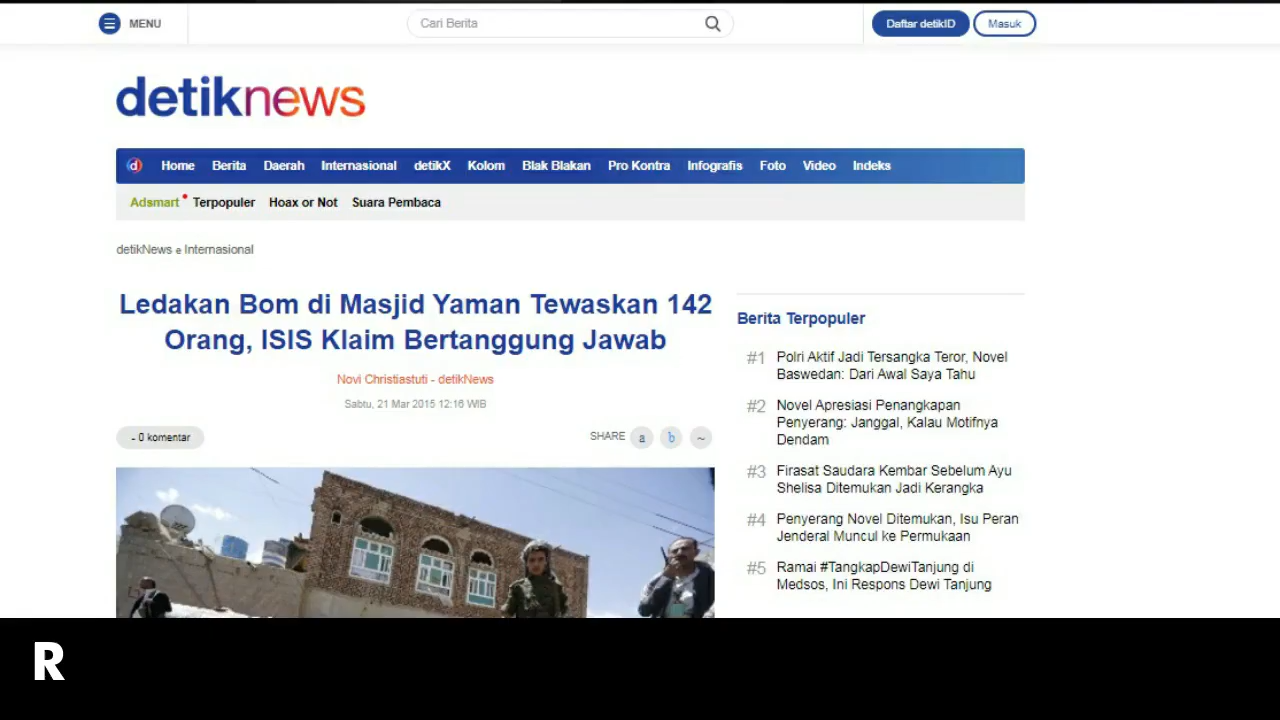 MENU
Cari Berita
Daftar detikID
Masuk
detiknews
d Home Berita Daerah Internasional detikX Kolom Blak Blakan Pro Kontra Infografis Foto Video Indeks
Adsmart Terpopuler Hoax or Not Suara Pembaca
detikNews e Internasional
Ledakan Bom di Masjid Yaman Tewaskan 142
Orang, ISIS Klaim Bertanggung Jawab
Novi Christiastuti - detikNews
Sabtu, 21 Mar 2015 12:16 WIB
- 0 komentar
SHARE a b ~
Berita Terpopuler
#1 Polri Aktif Jadi Tersangka Teror, Novel
Baswedan: Dari Awal Saya Tahu
#2 Novel Apresiasi Penangkapan
Penyerang: Janggal, Kalau Motifnya
Dendam
#3 Firasat Saudara Kembar Sebelum Ayu
Shelisa Ditemukan Jadi Kerangka
#4 Penyerang Novel Ditemukan, Isu Peran
Jenderal Muncul ke Permukaan
#5 Ramai #TangkapDewiTanjung di
Medsos, Ini Respons Dewi Tanjung
R